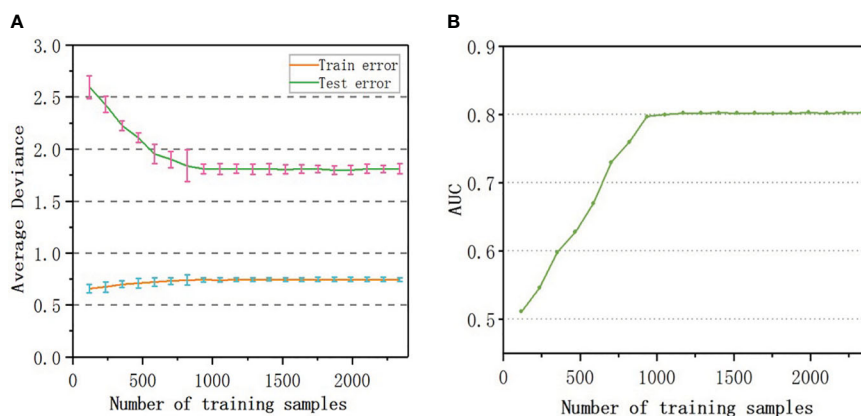 A
3.0
2.5
2.0
1.5
1.0
0.5
0.0
Average Deviance
Train error
Test error
0 500 1000 1500 2000
Number of training samples
B
0.9
0.8
0.7
0.6
0.5
AUC
0 500 1000 1500 2000
Number of training samples